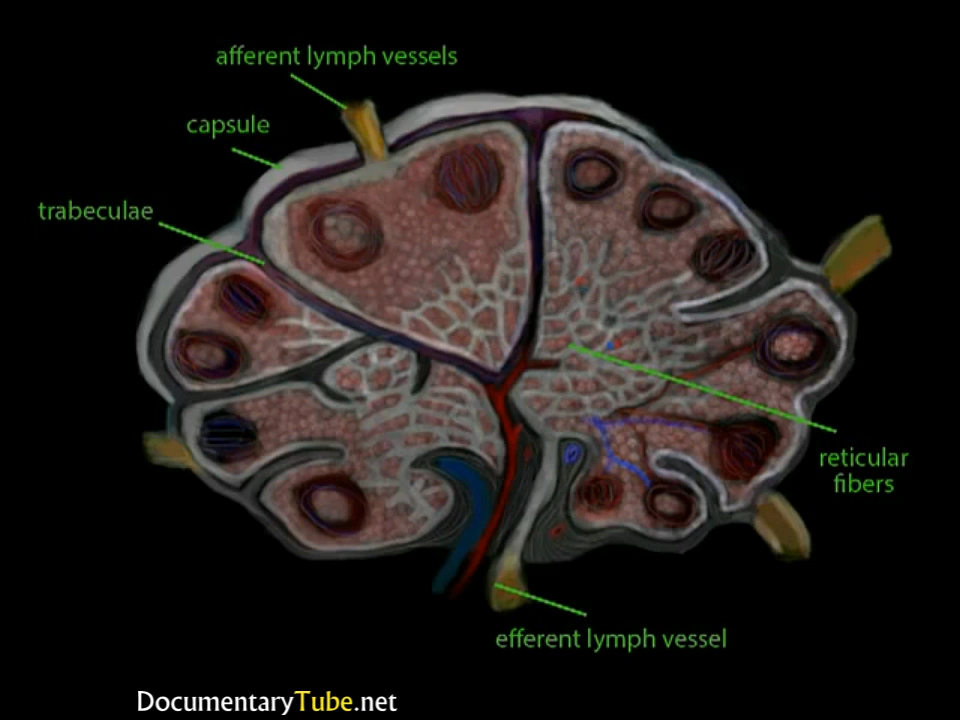 afferent lymph vessels
capsule
trabeculae
reticular
fibers
efferent lymph vessel
DocumentaryTube.net